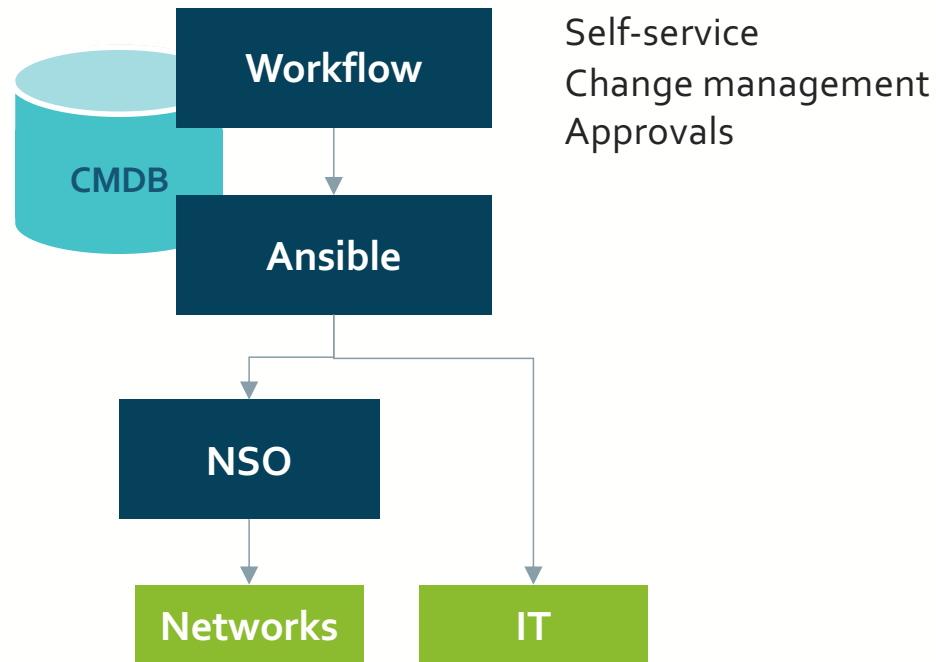 Workflow
Self-service
Change management
Approvals
CMDB
Ansible
NSO
Networks
IT